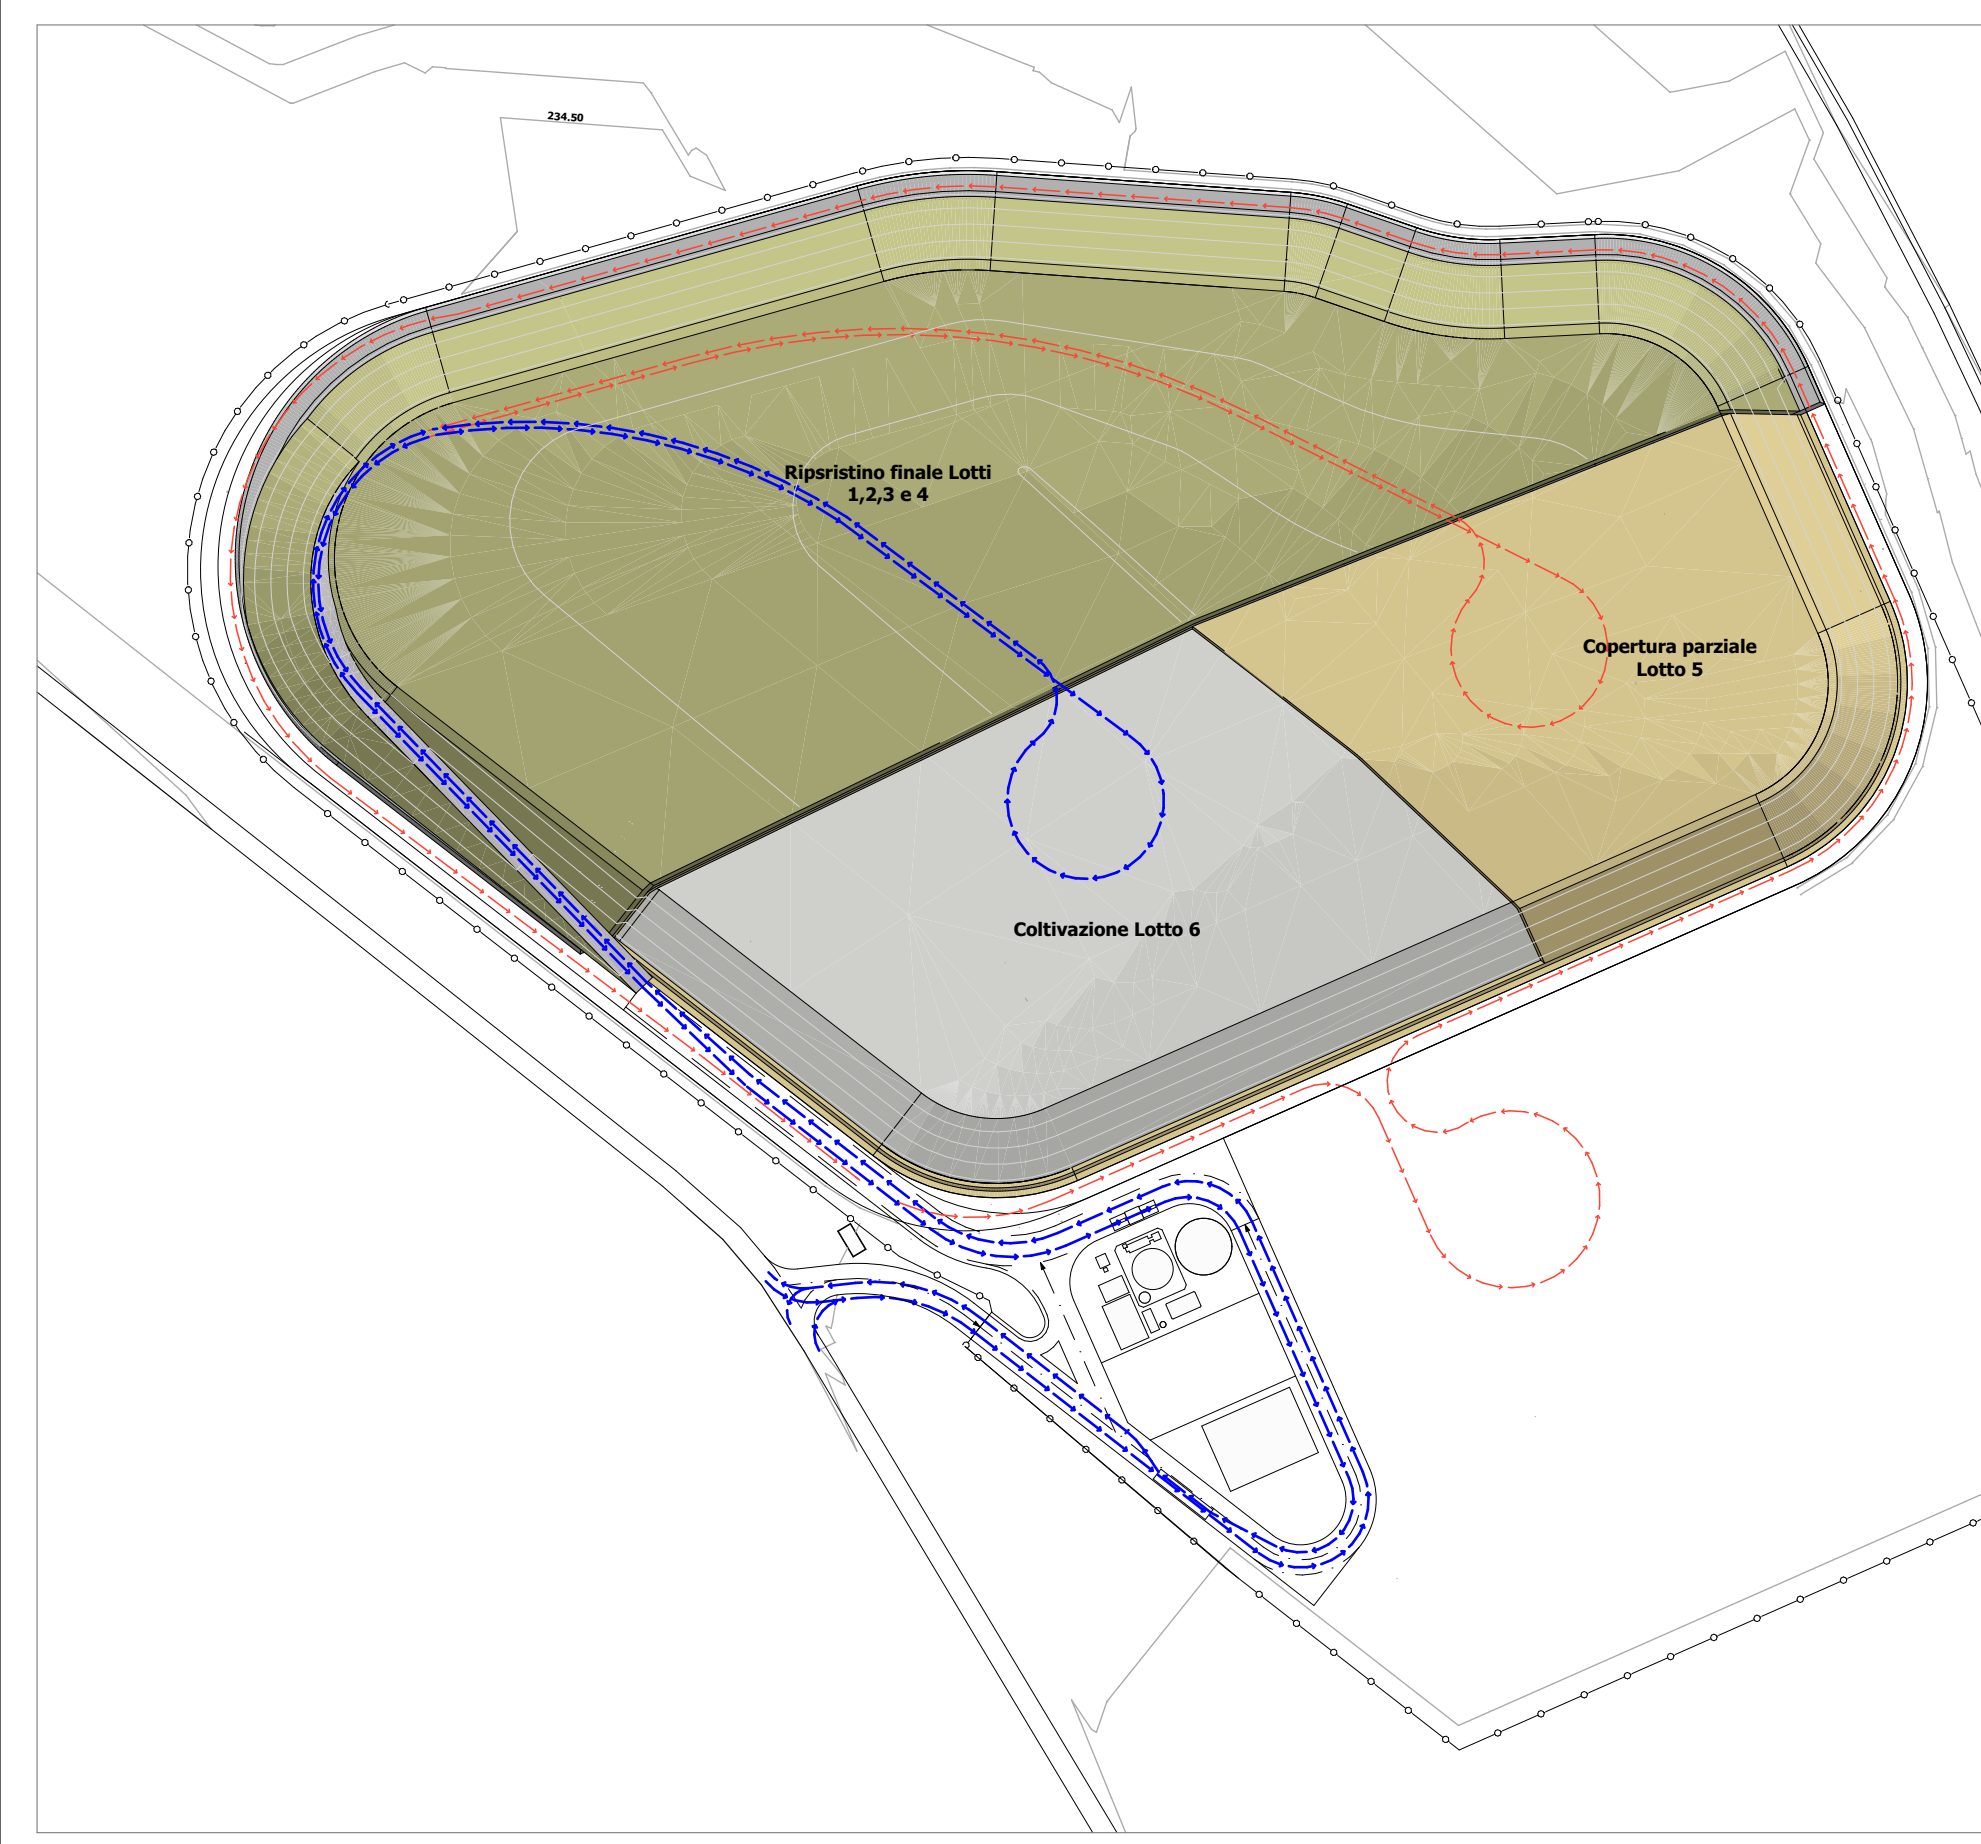 234.50
Ripsristino finale Lotti
1,2,3 e 4
Copertura parziale
Lotto 5
Coltivazione Lotto 6